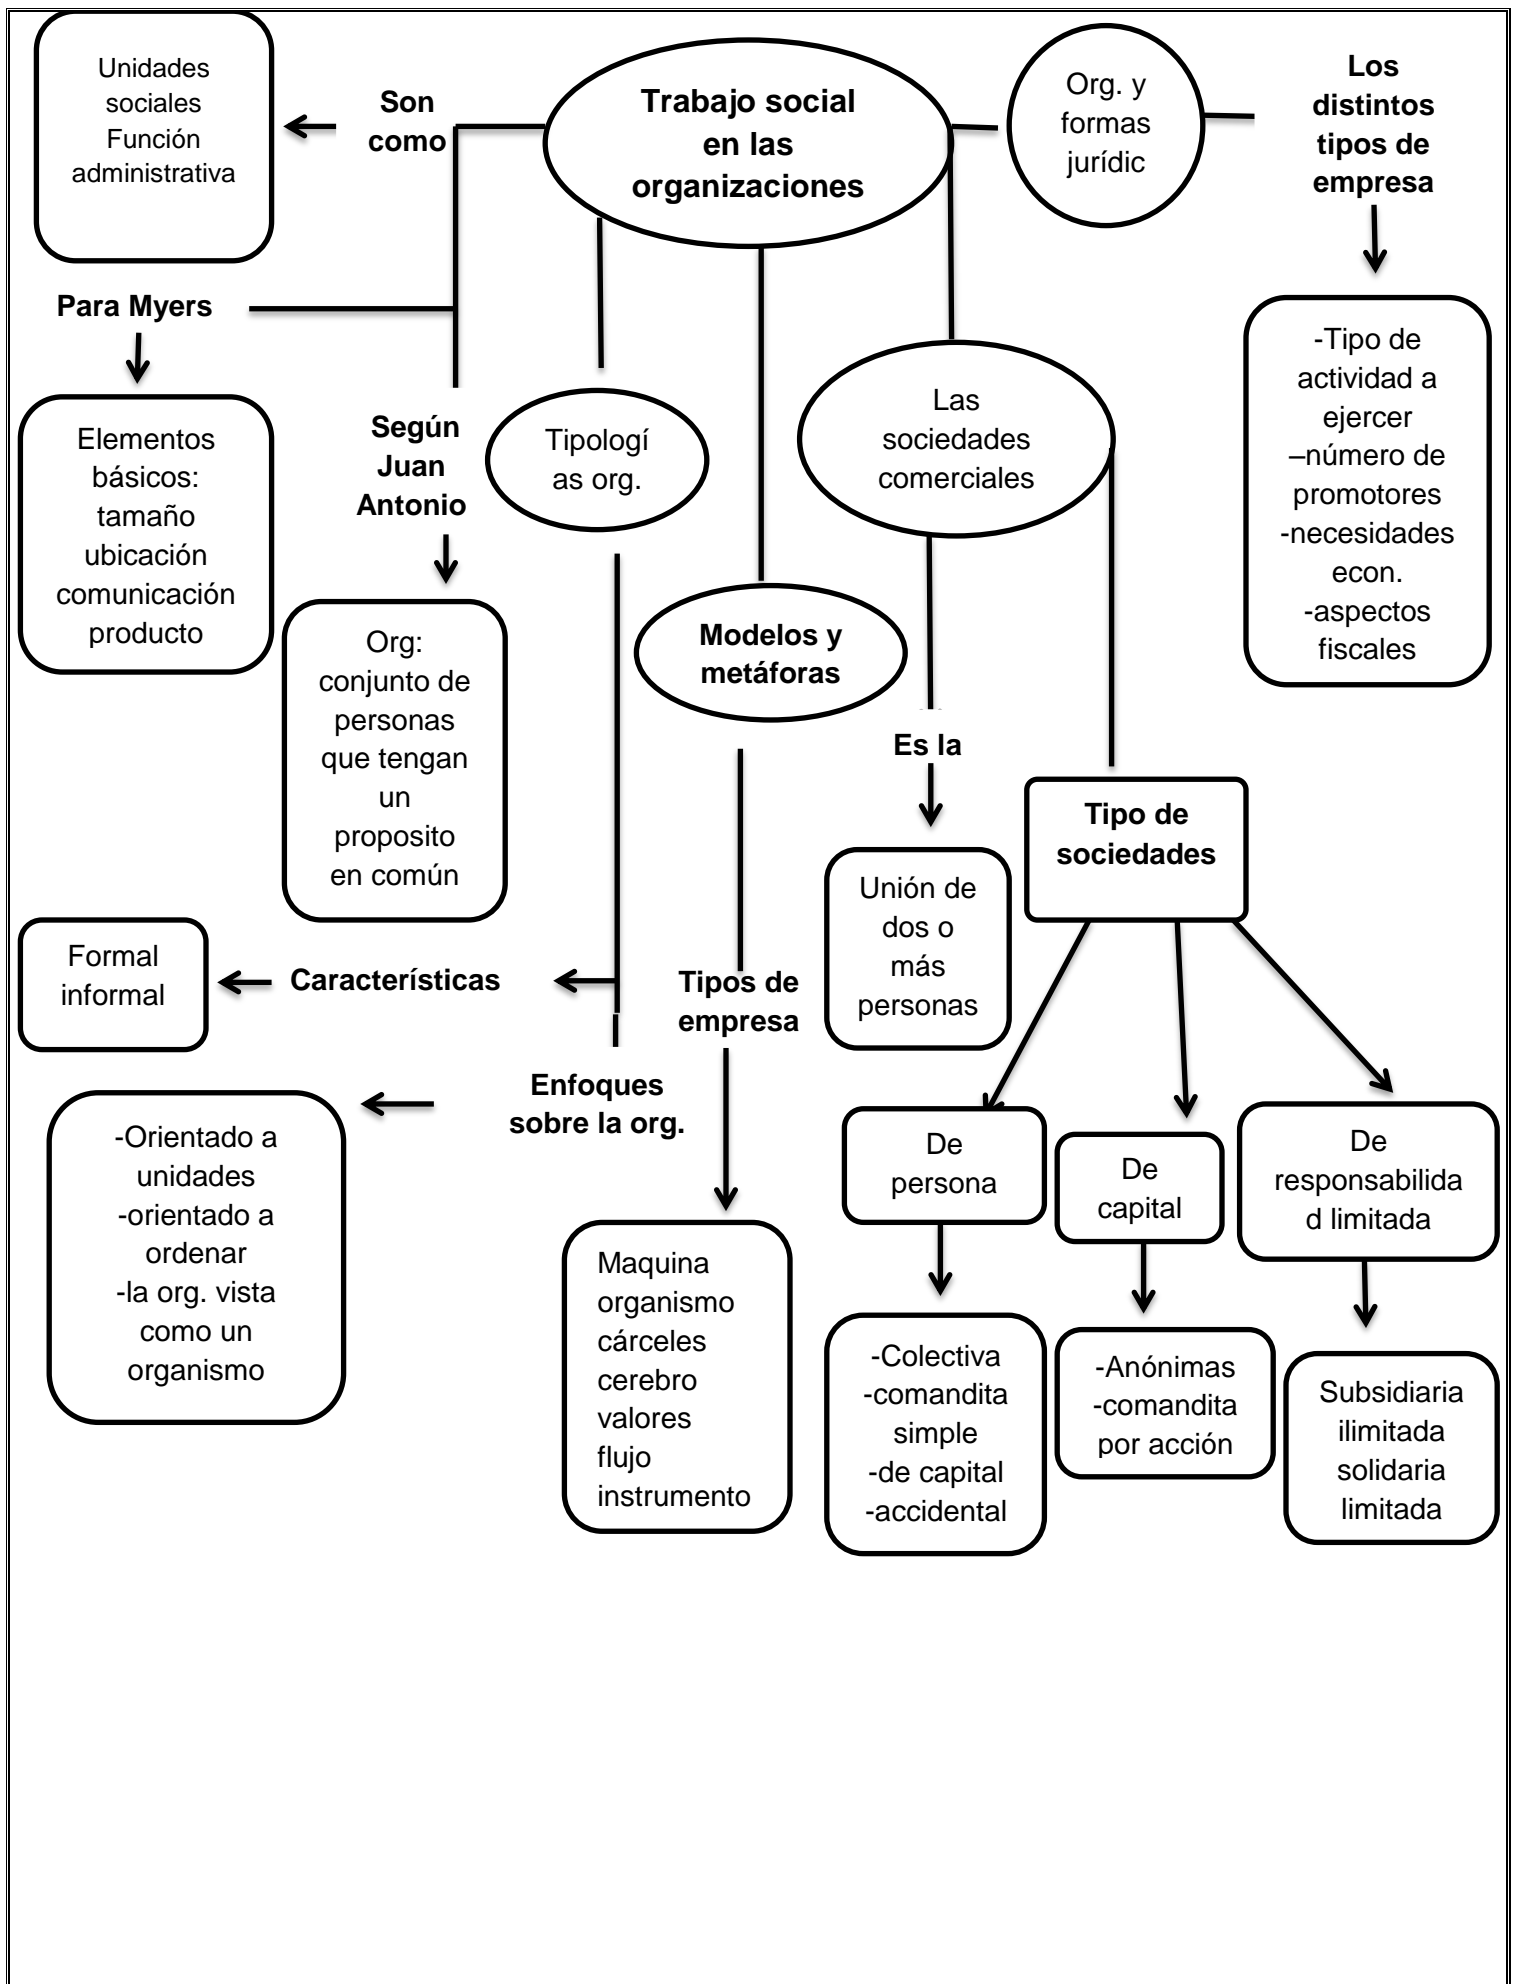 Unidades
sociales
Función
administrativa
Son
como
Trabajo social
en las
organizaciones
Org. y
formas
jurídic
Los
distintos
tipos de
empresa
Para Myers
Elementos
básicos:
tamaño
ubicación
comunicación
producto
Según
Juan
Antonio
Org:
conjunto de
personas
que tengan
un
proposito
en común
Tipologí
as org.
Modelos y
metáforas
Las
sociedades
comerciales
-Tipo de
actividad a
ejercer
–número de
promotores
-necesidades
econ.
-aspectos
fiscales
Es la
Unión de
dos o
más
personas
Tipo de
sociedades
Formal
informal
Características
Tipos de
empresa
Enfoques
sobre la org.
-Orientado a
unidades
-orientado a
ordenar
-la org. vista
como un
organismo
Maquina
organismo
cárceles
cerebro
valores
flujo
instrumento
De
persona
De
capital
De
responsabilida
d limitada
-Colectiva
-comandita
simple
-de capital
-accidental
-Anónimas
-comandita
por acción
Subsidiaria
ilimitada
solidaria
limitada